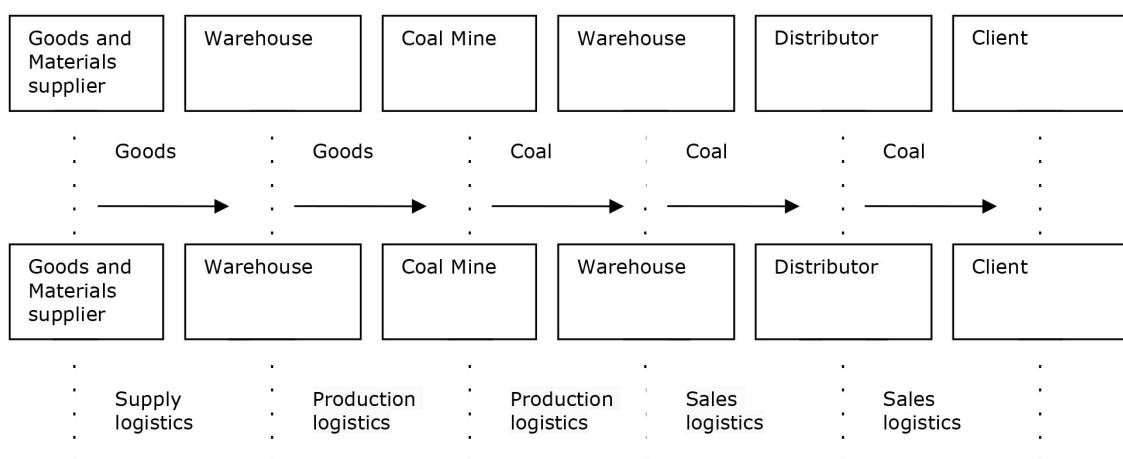 Goods and
Materials
supplier
Warehouse
Coal Mine
Warehouse
Distributor
Client
Goods
Goods
Coal
Coal
Coal
Goods and
Materials
supplier
Warehouse
Coal Mine
Warehouse
Distributor
Client
Supply
logistics
Production
logistics
Production
logistics
Sales
logistics
Sales
logistics